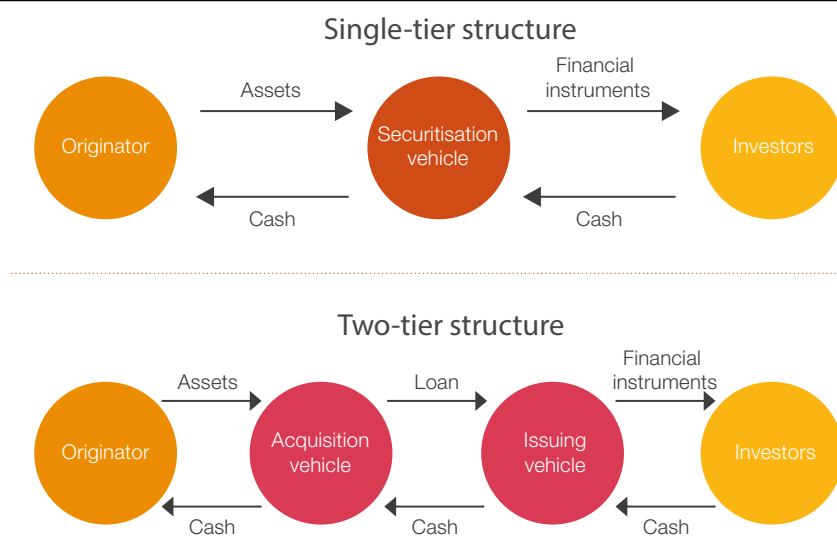 Single-tier structure
Financial
instruments
Assets
Originator
Securitisation
vehicle
Investors
Cash
Cash
Two-tier structure
Financial
instruments
Assets
Loan
Originator
Acquisition
vehicle
Issuing
vehicle
Investors
Cash
Cash
Cash